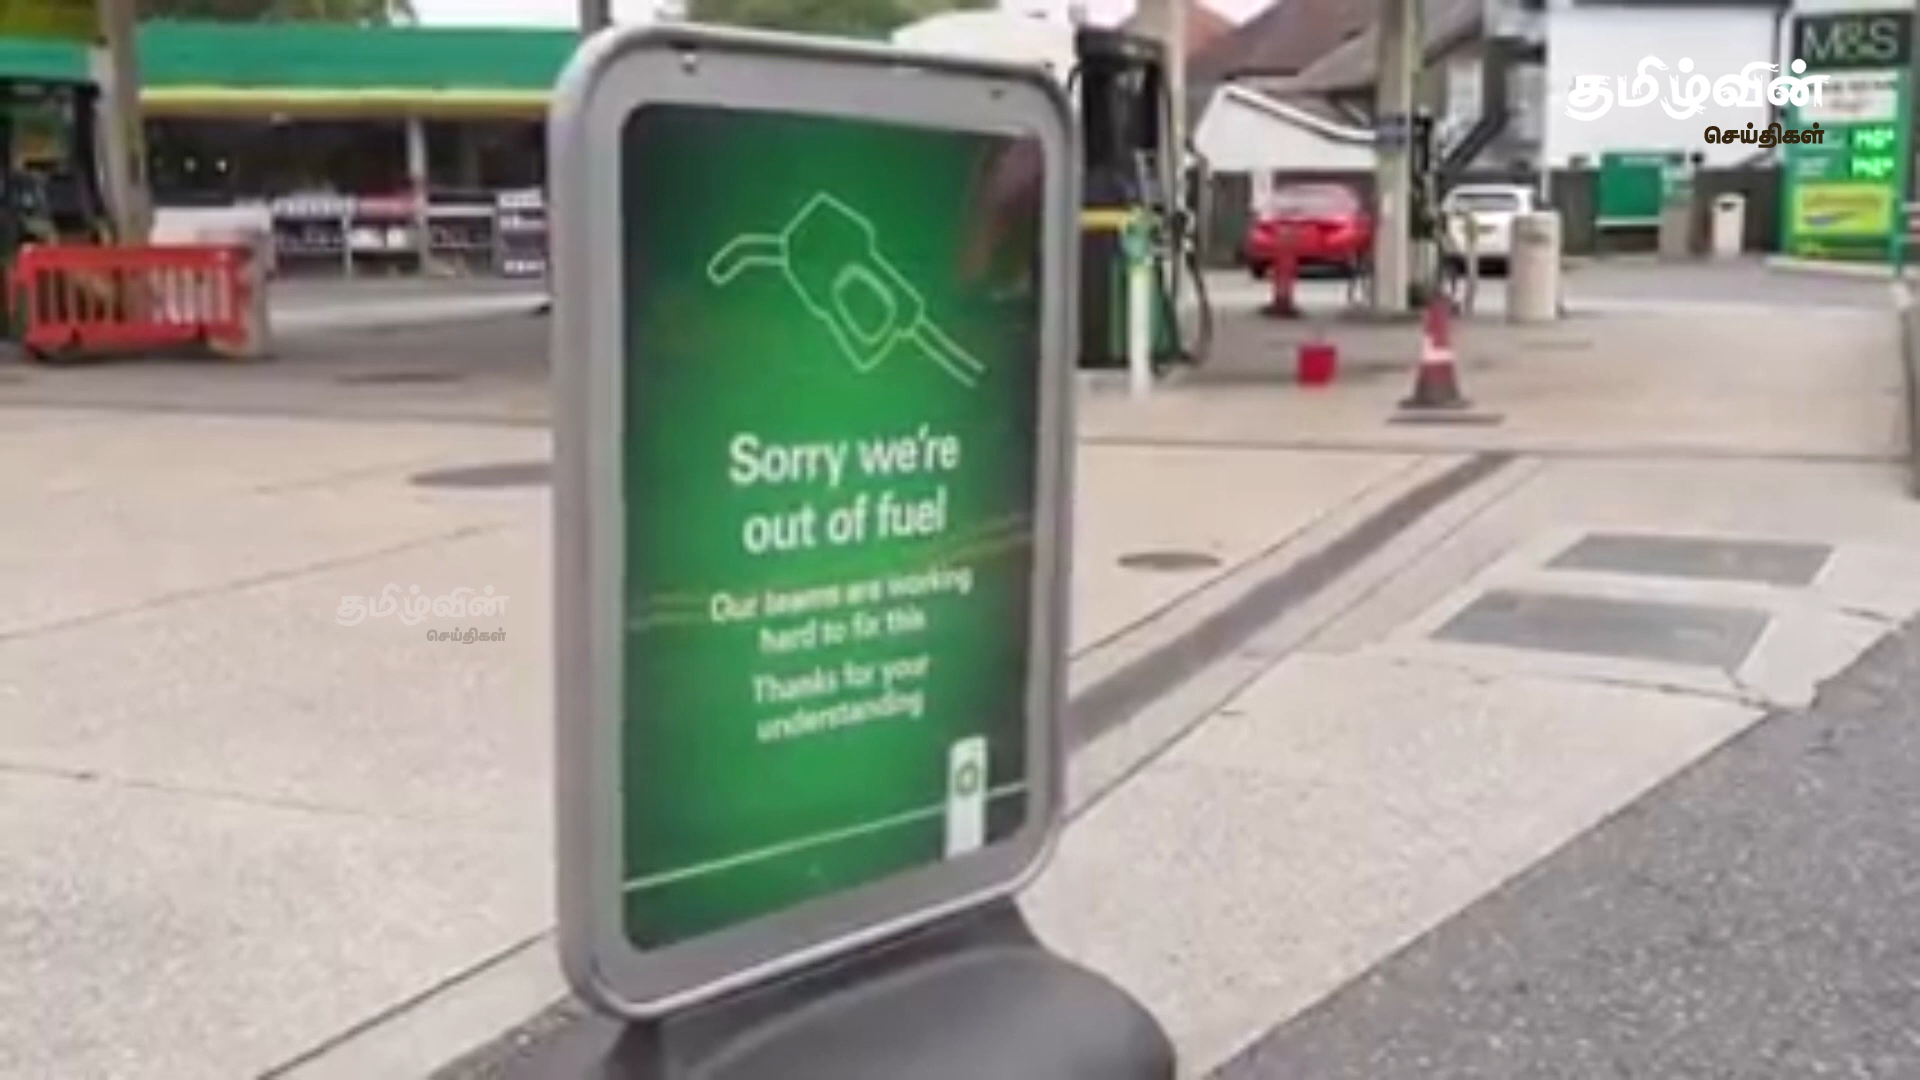 M&S
தமிழ்வின்
செய்திகள்
Sorry we're
out of fuel
Our teams are working
hard to fix this
Thanks for your
understanding
தமிழ்வின்
செய்திகள்